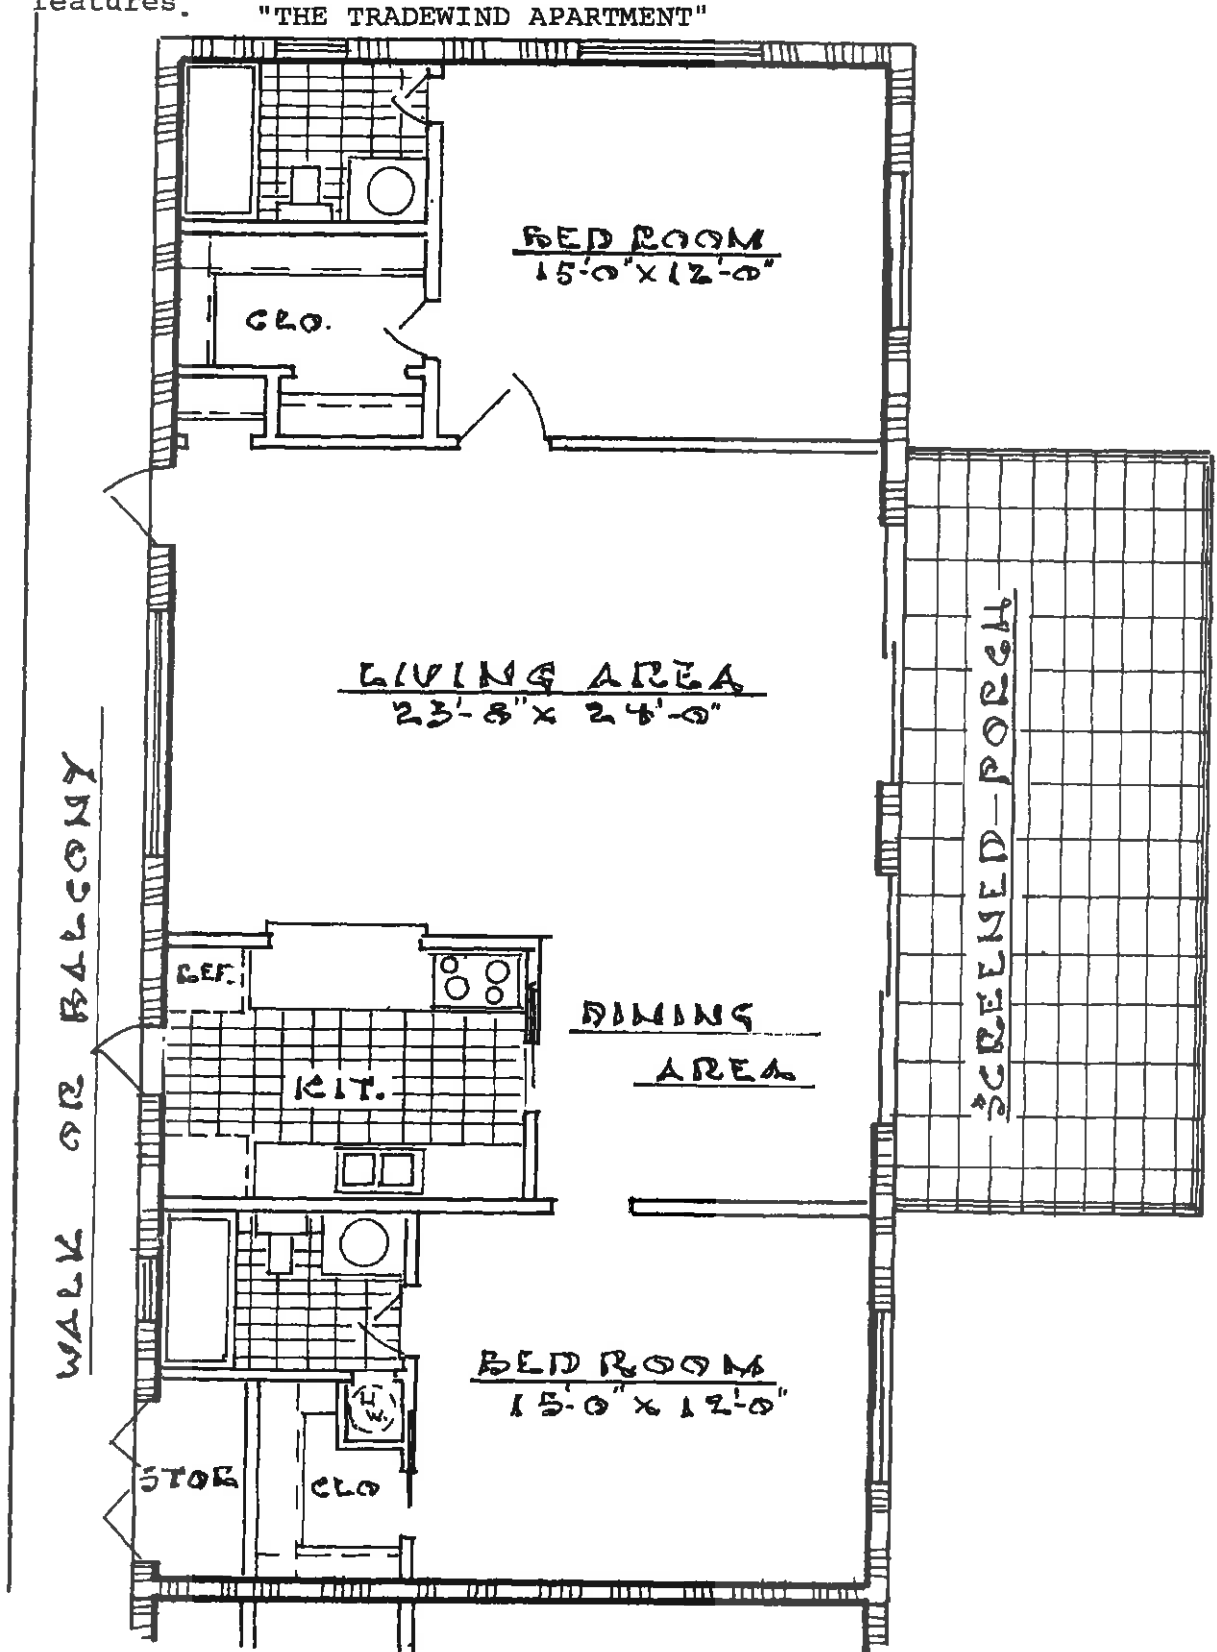 features.
"THE TRADEWIND APARTMENT"
BED ROOM
15'-0" x 12'-0"
CLO.
LIVING AREA
23'-8" x 24'-0"
SCREENED-PORCH
WALK OR BALCONY
REF.
DINING
AREA
KIT.
BED ROOM
15'-0" x 12'-0"
STOR
CLO